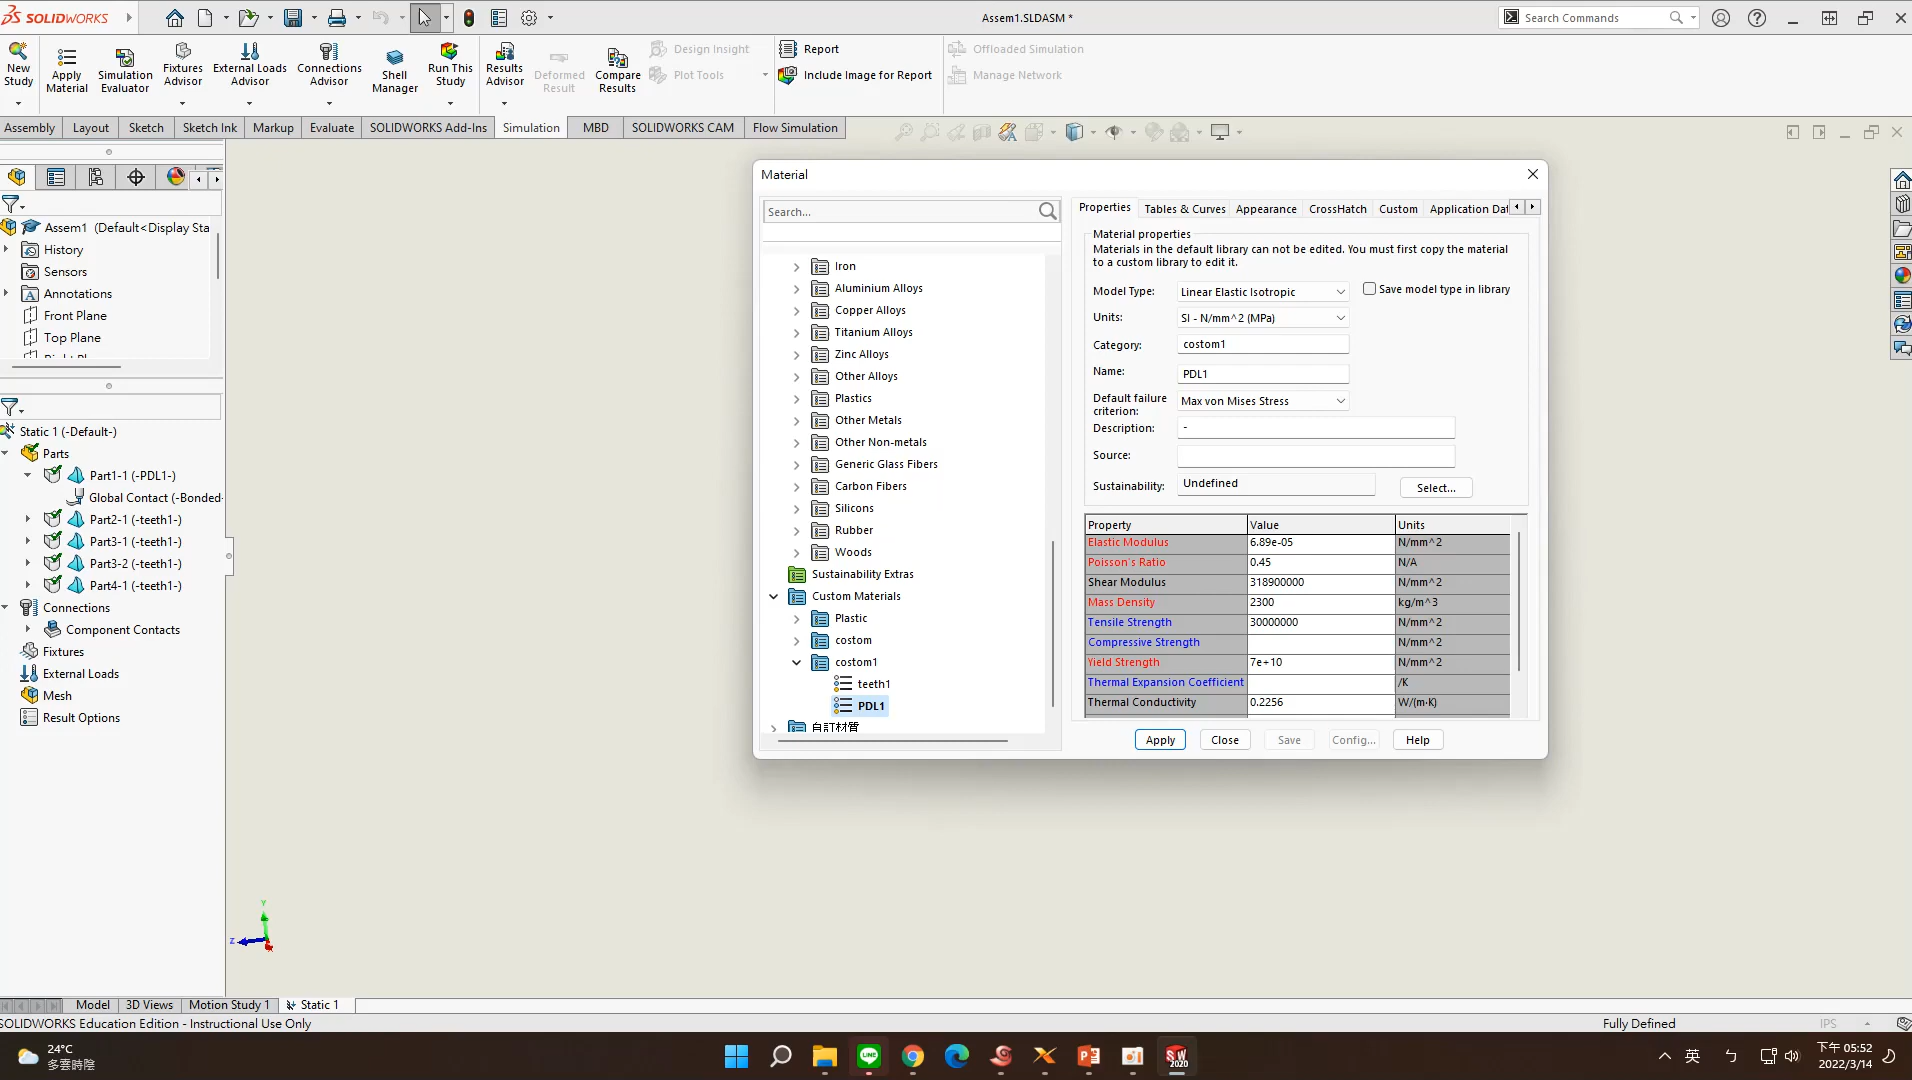 SOLIDWORKS
Assem1.SLDASM *
Search Commands
New Study
Apply Material
Simulation Evaluator
Fixtures Advisor
External Loads Advisor
Connections Advisor
Shell Manager
Run This Study
Results Advisor
Deformed Result
Compare Results
Design Insight
Plot Tools
Report
Include Image for Report
Offloaded Simulation
Manage Network
Assembly
Layout
Sketch
Sketch Ink
Markup
Evaluate
SOLIDWORKS Add-Ins
Simulation
MBD
SOLIDWORKS CAM
Flow Simulation
Assem1 (Default<Display Sta
History
Sensors
Annotations
Front Plane
Top Plane
Static 1 (-Default-)
Parts
Part1-1 (-PDL1-)
Global Contact (-Bonded-
Part2-1 (-teeth1-)
Part3-1 (-teeth1-)
Part3-2 (-teeth1-)
Part4-1 (-teeth1-)
Connections
Component Contacts
Fixtures
External Loads
Mesh
Result Options
Material
Search...
Iron
Aluminium Alloys
Copper Alloys
Titanium Alloys
Zinc Alloys
Other Alloys
Plastics
Other Metals
Other Non-metals
Generic Glass Fibers
Carbon Fibers
Silicons
Rubber
Woods
Sustainability Extras
Custom Materials
Plastic
costom
costom1
teeth1
PDL1
自訂材質
Properties
Tables & Curves
Appearance
CrossHatch
Custom
Application Dat
Material properties
Materials in the default library can not be edited. You must first copy the material
to a custom library to edit it.
Model Type: Linear Elastic Isotropic
Save model type in library
Units: SI - N/mm^2 (MPa)
Category: costom1
Name: PDL1
Default failure criterion: Max von Mises Stress
Description: -
Source:
Sustainability: Undefined
Select...
Property Value Units
Elastic Modulus 6.89e-05 N/mm^2
Poisson's Ratio 0.45 N/A
Shear Modulus 318900000 N/mm^2
Mass Density 2300 kg/m^3
Tensile Strength 30000000 N/mm^2
Compressive Strength N/mm^2
Yield Strength 7e+10 N/mm^2
Thermal Expansion Coefficient /K
Thermal Conductivity 0.2256 W/(m·K)
Apply
Close
Save
Config...
Help
Y
Z
Model
3D Views
Motion Study 1
Static 1
SOLIDWORKS Education Edition - Instructional Use Only
Fully Defined
IPS
24°C
多雲時陰
LINE
SW
2020
英
ㄅ
下午 05:52
2022/3/14